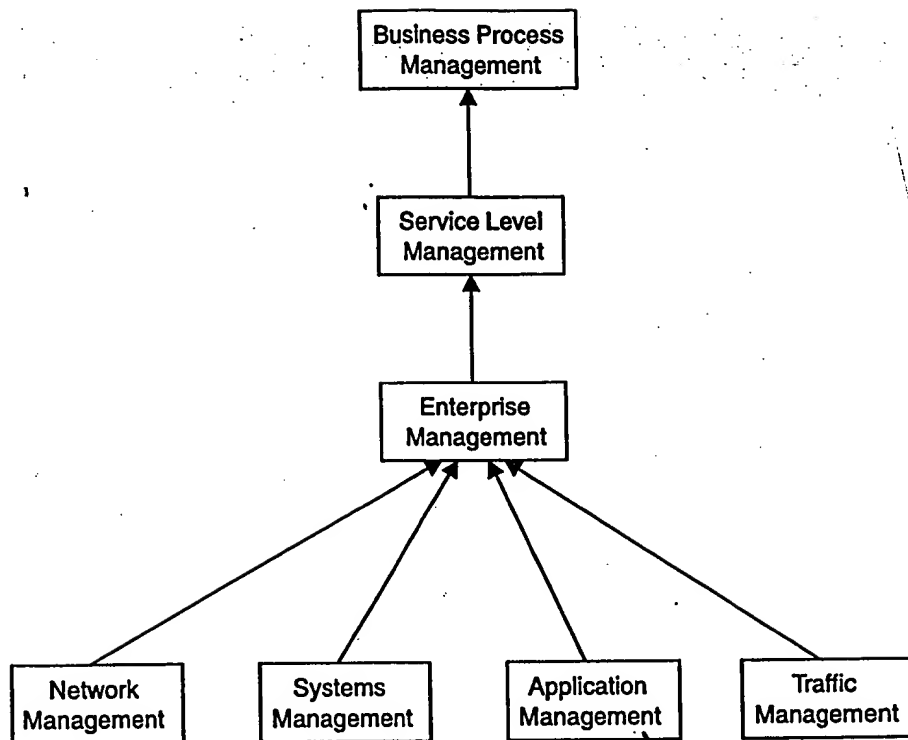 Business Process
Management
Service Level
Management
Enterprise
Management
Network
Management
Systems
Management
Application
Management
Traffic
Management